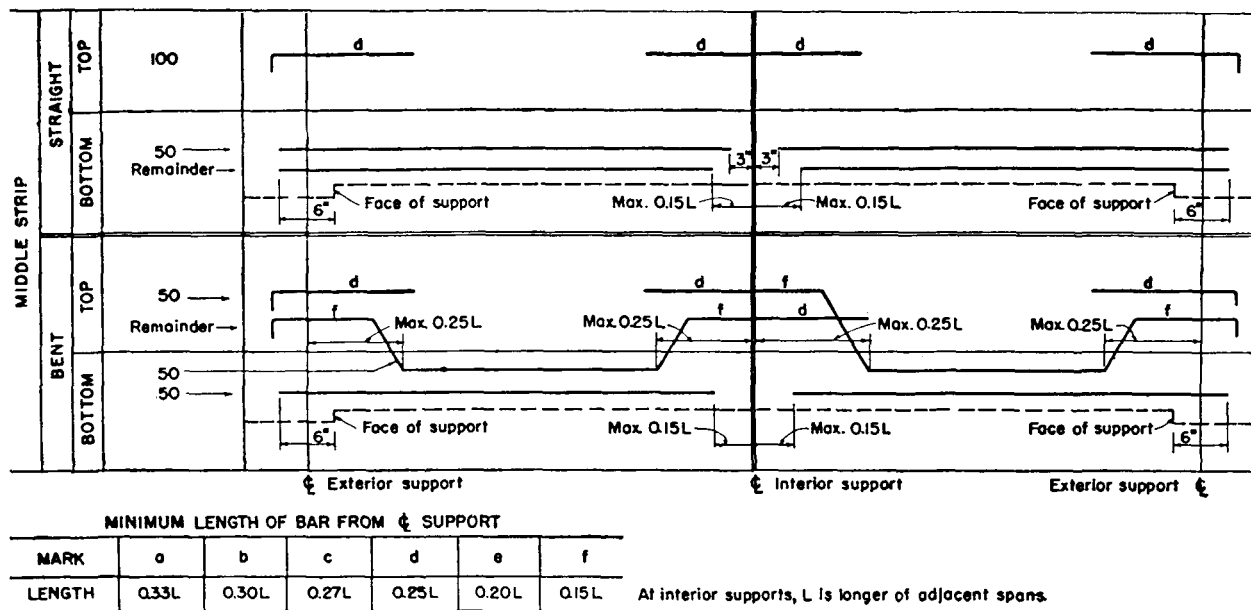 MIDDLE STRIP
STRAIGHT
TOP
100
d
d
d
d
BOTTOM
50
Remainder
3"
3"
6"
Face of support
Max. 0.15L
Max. 0.15L
Face of support
6"
BENT
TOP
50
Remainder
d
d
f
d
f
Max. 0.25L
Max. 0.25L
f
d
Max. 0.25L
Max. 0.25L
f
BOTTOM
50
50
6"
Face of support
Max. 0.15L
Max. 0.15L
Face of support
6"
℄ Exterior support
℄ Interior support
Exterior support ℄
MINIMUM LENGTH OF BAR FROM ℄ SUPPORT
MARK a b c d e f
LENGTH 0.33L 0.30L 0.27L 0.25L 0.20L 0.15L
At interior supports, L is longer of adjacent spans.